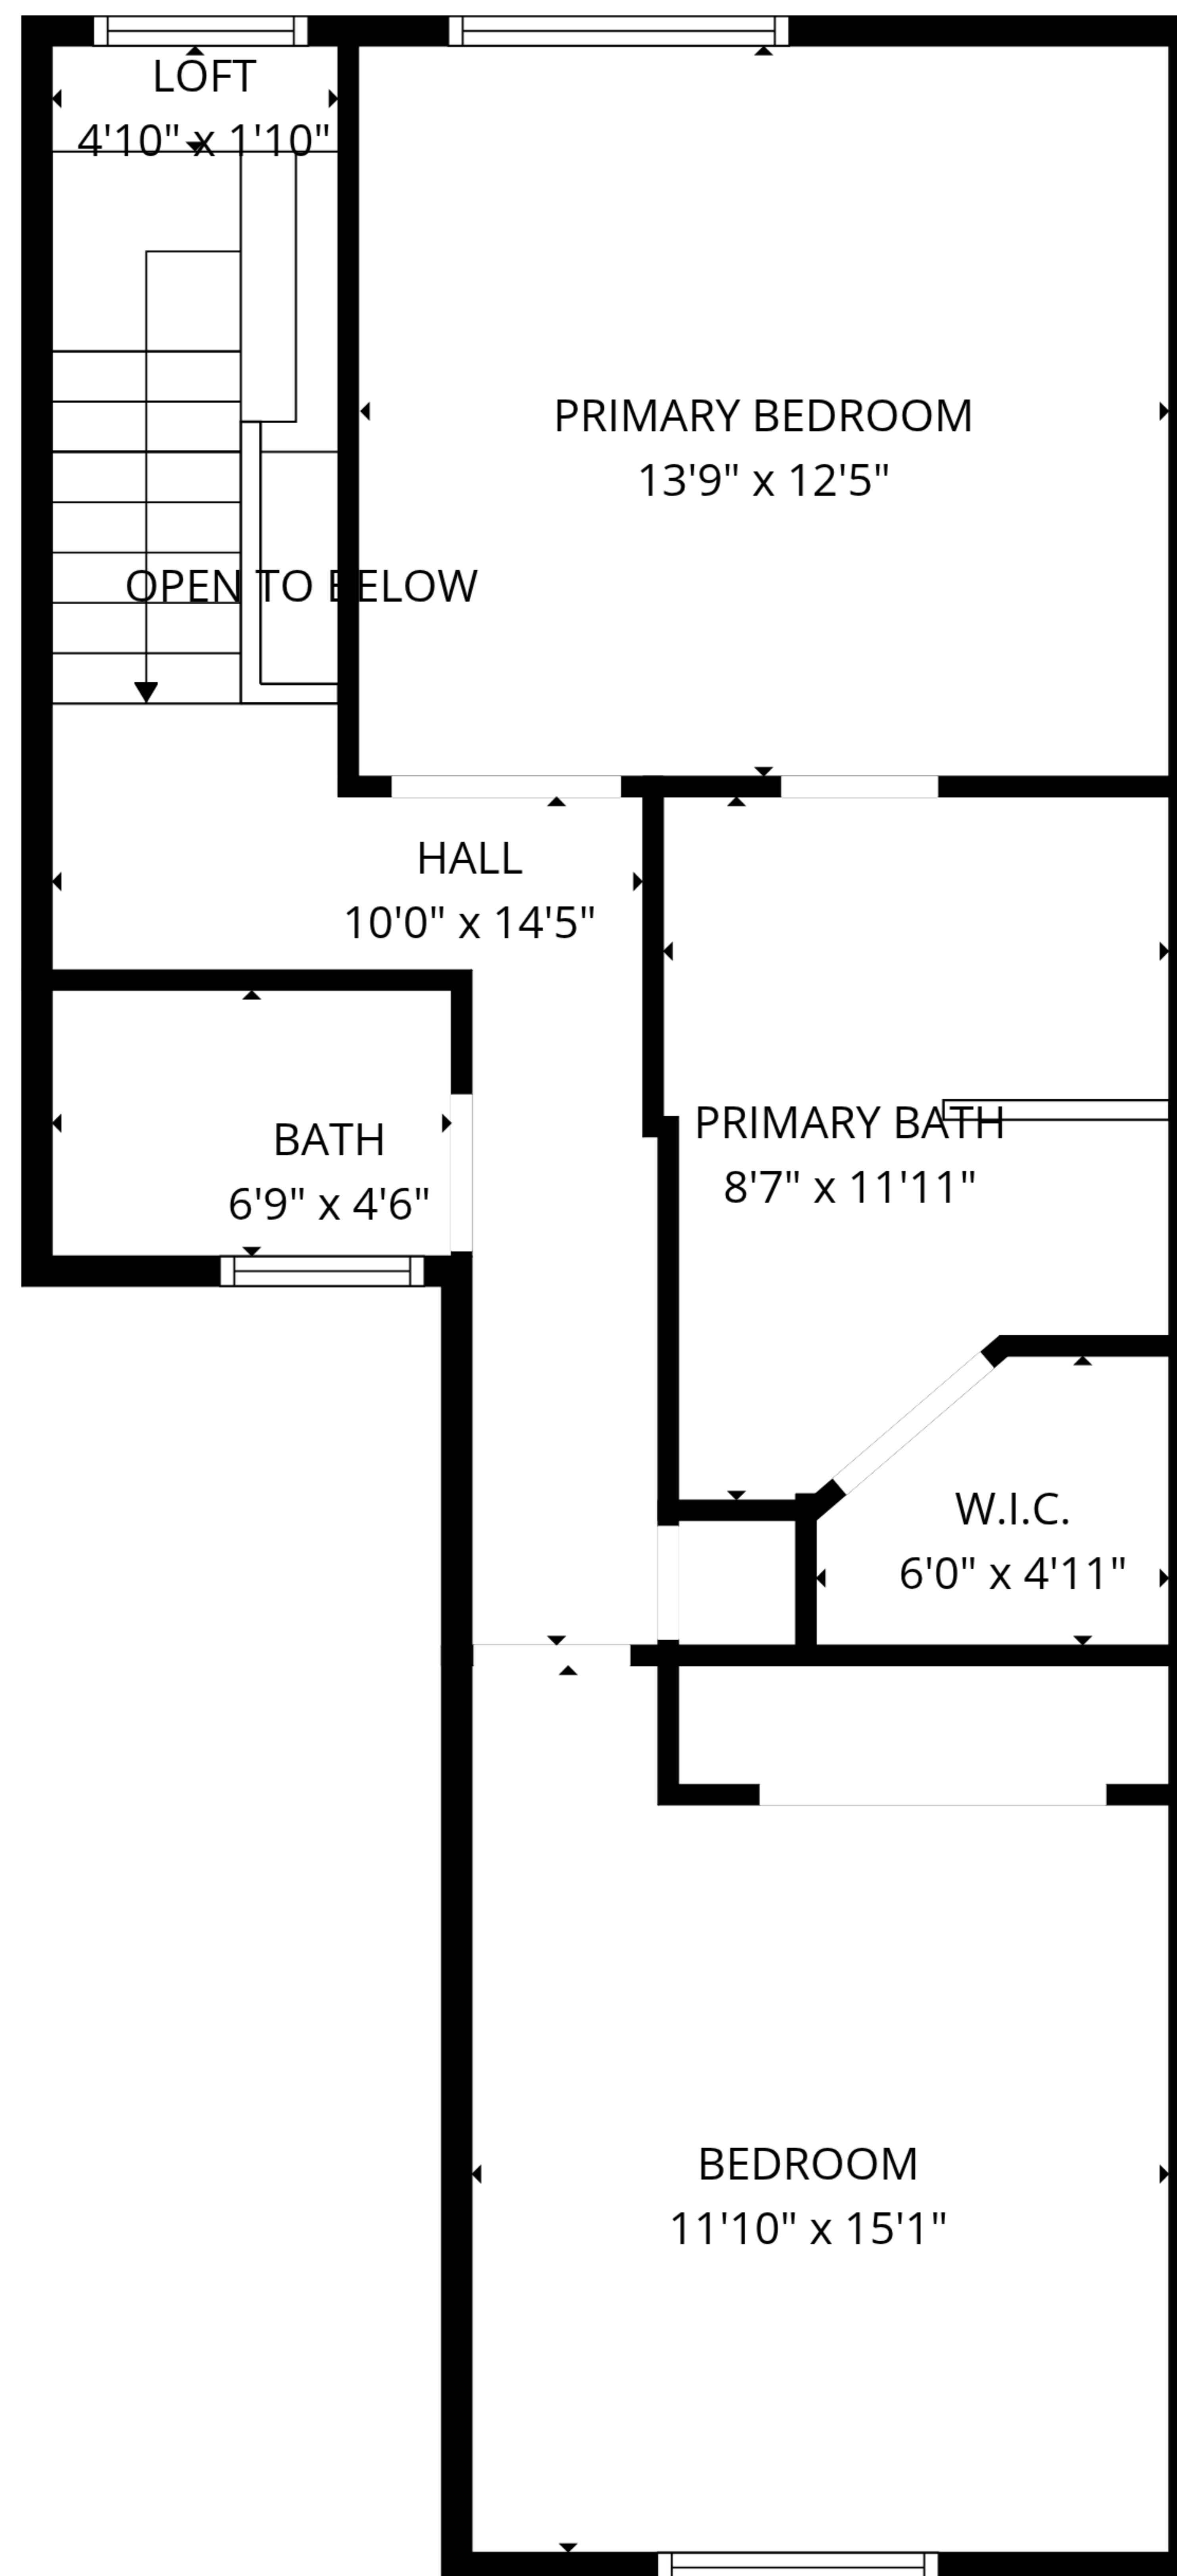 LOFT
4'10" x 1'10"
PRIMARY BEDROOM
13'9" x 12'5"
OPEN TO BELOW
HALL
10'0" x 14'5"
PRIMARY BATH
8'7" x 11'11"
BATH
6'9" x 4'6"
W.I.C.
6'0" x 4'11"
BEDROOM
11'10" x 15'1"